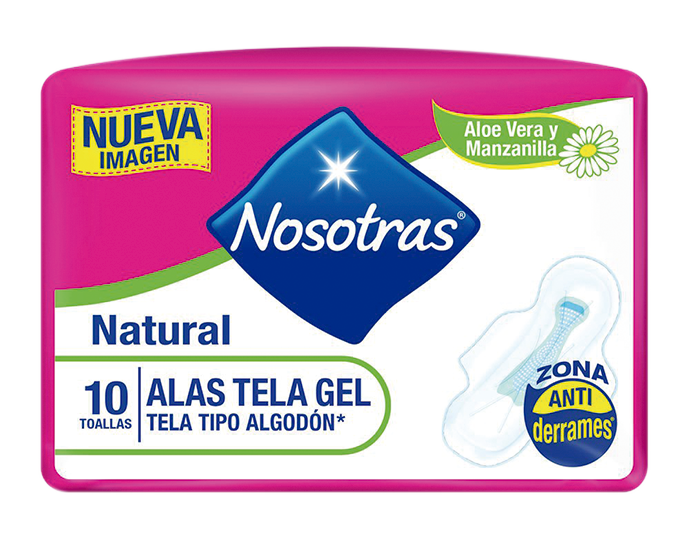 NUEVA
IMAGEN
Aloe Vera y
Manzanilla
Nosotras®
Natural
10
TOALLAS
ALAS TELA GEL
TELA TIPO ALGODÓN*
ZONA
ANTI
derrames®